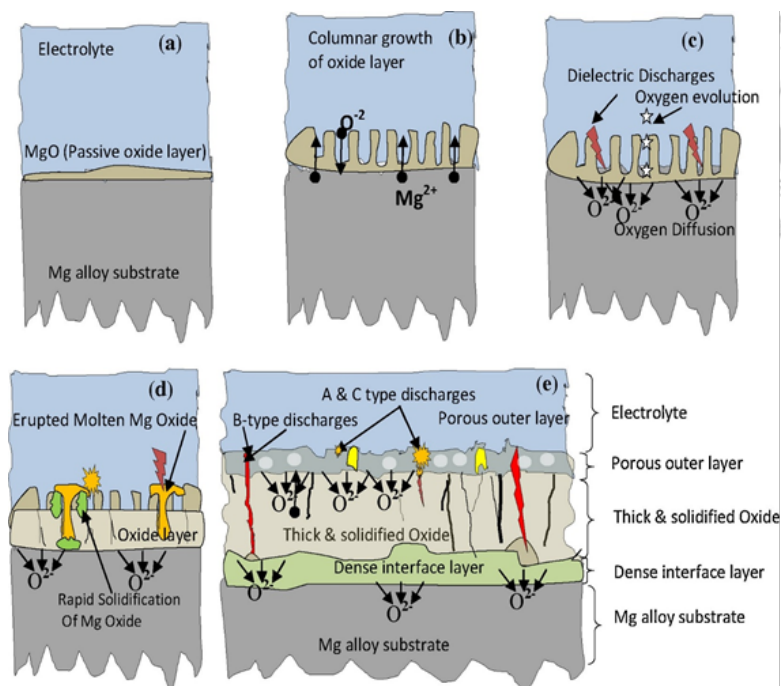 (a)
Electrolyte
MgO (Passive oxide layer)
Mg alloy substrate
(b)
Columnar growth
of oxide layer
O-2
Mg2+
(c)
Dielectric Discharges
Oxygen evolution
O2-
O2-
O2-
Oxygen Diffusion
(d)
Erupted Molten Mg Oxide
Oxide layer
O2-
O2-
Rapid Solidification
Of Mg Oxide
(e)
A & C type discharges
B-type discharges
Porous outer layer
O2-
O2-
O2-
Thick & solidified Oxide
Dense interface layer
O2-
O2-
O2-
Mg alloy substrate
Electrolyte
Porous outer layer
Thick & solidified Oxide
Dense interface layer
Mg alloy substrate